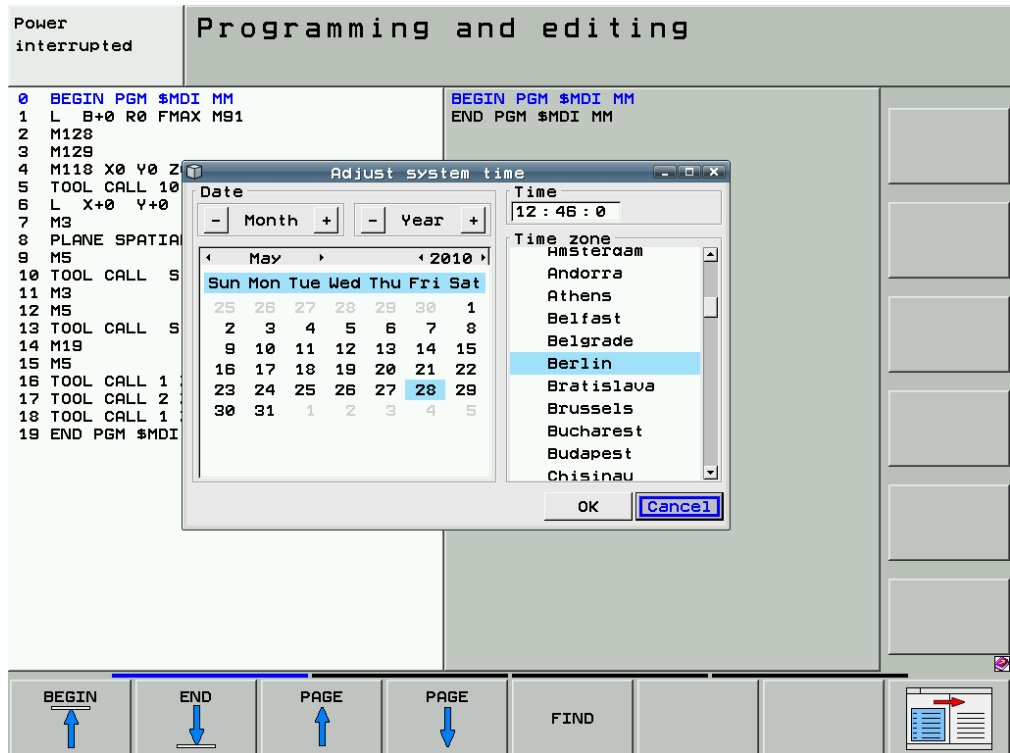 Power
interrupted
Programming and editing
0 BEGIN PGM $MDI MM
1 L B+0 R0 FMAX M91
2 M128
3 M129
4 M118 X0 Y0 Z
5 TOOL CALL 10
6 L X+0 Y+0
7 M3
8 PLANE SPATIA
9 M5
10 TOOL CALL S
11 M3
12 M5
13 TOOL CALL S
14 M19
15 M5
16 TOOL CALL 1
17 TOOL CALL 2
18 TOOL CALL 1
19 END PGM $MDI
BEGIN PGM $MDI MM
END PGM $MDI MM
Adjust system time
Date
- Month + - Year +
May 2010
Sun Mon Tue Wed Thu Fri Sat
25 26 27 28 29 30 1
2 3 4 5 6 7 8
9 10 11 12 13 14 15
16 17 18 19 20 21 22
23 24 25 26 27 28 29
30 31 1 2 3 4 5
Time
12 : 46 : 0
Time zone
Amsterdam
Andorra
Athens
Belfast
Belgrade
Berlin
Bratislava
Brussels
Bucharest
Budapest
Chisinau
OK Cancel
BEGIN END PAGE PAGE FIND